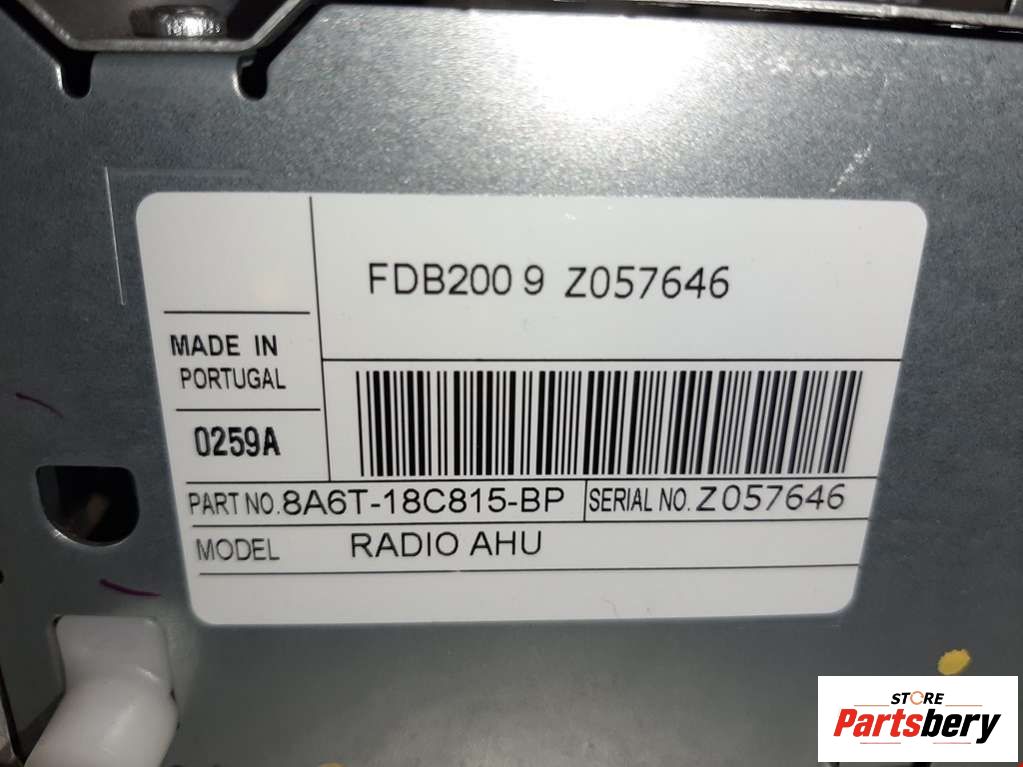 FDB200 9 Z057646
MADE IN
PORTUGAL
0259A
PART NO. 8A6T-18C815-BP
SERIAL NO. Z057646
MODEL RADIO AHU
STORE
Partsbery